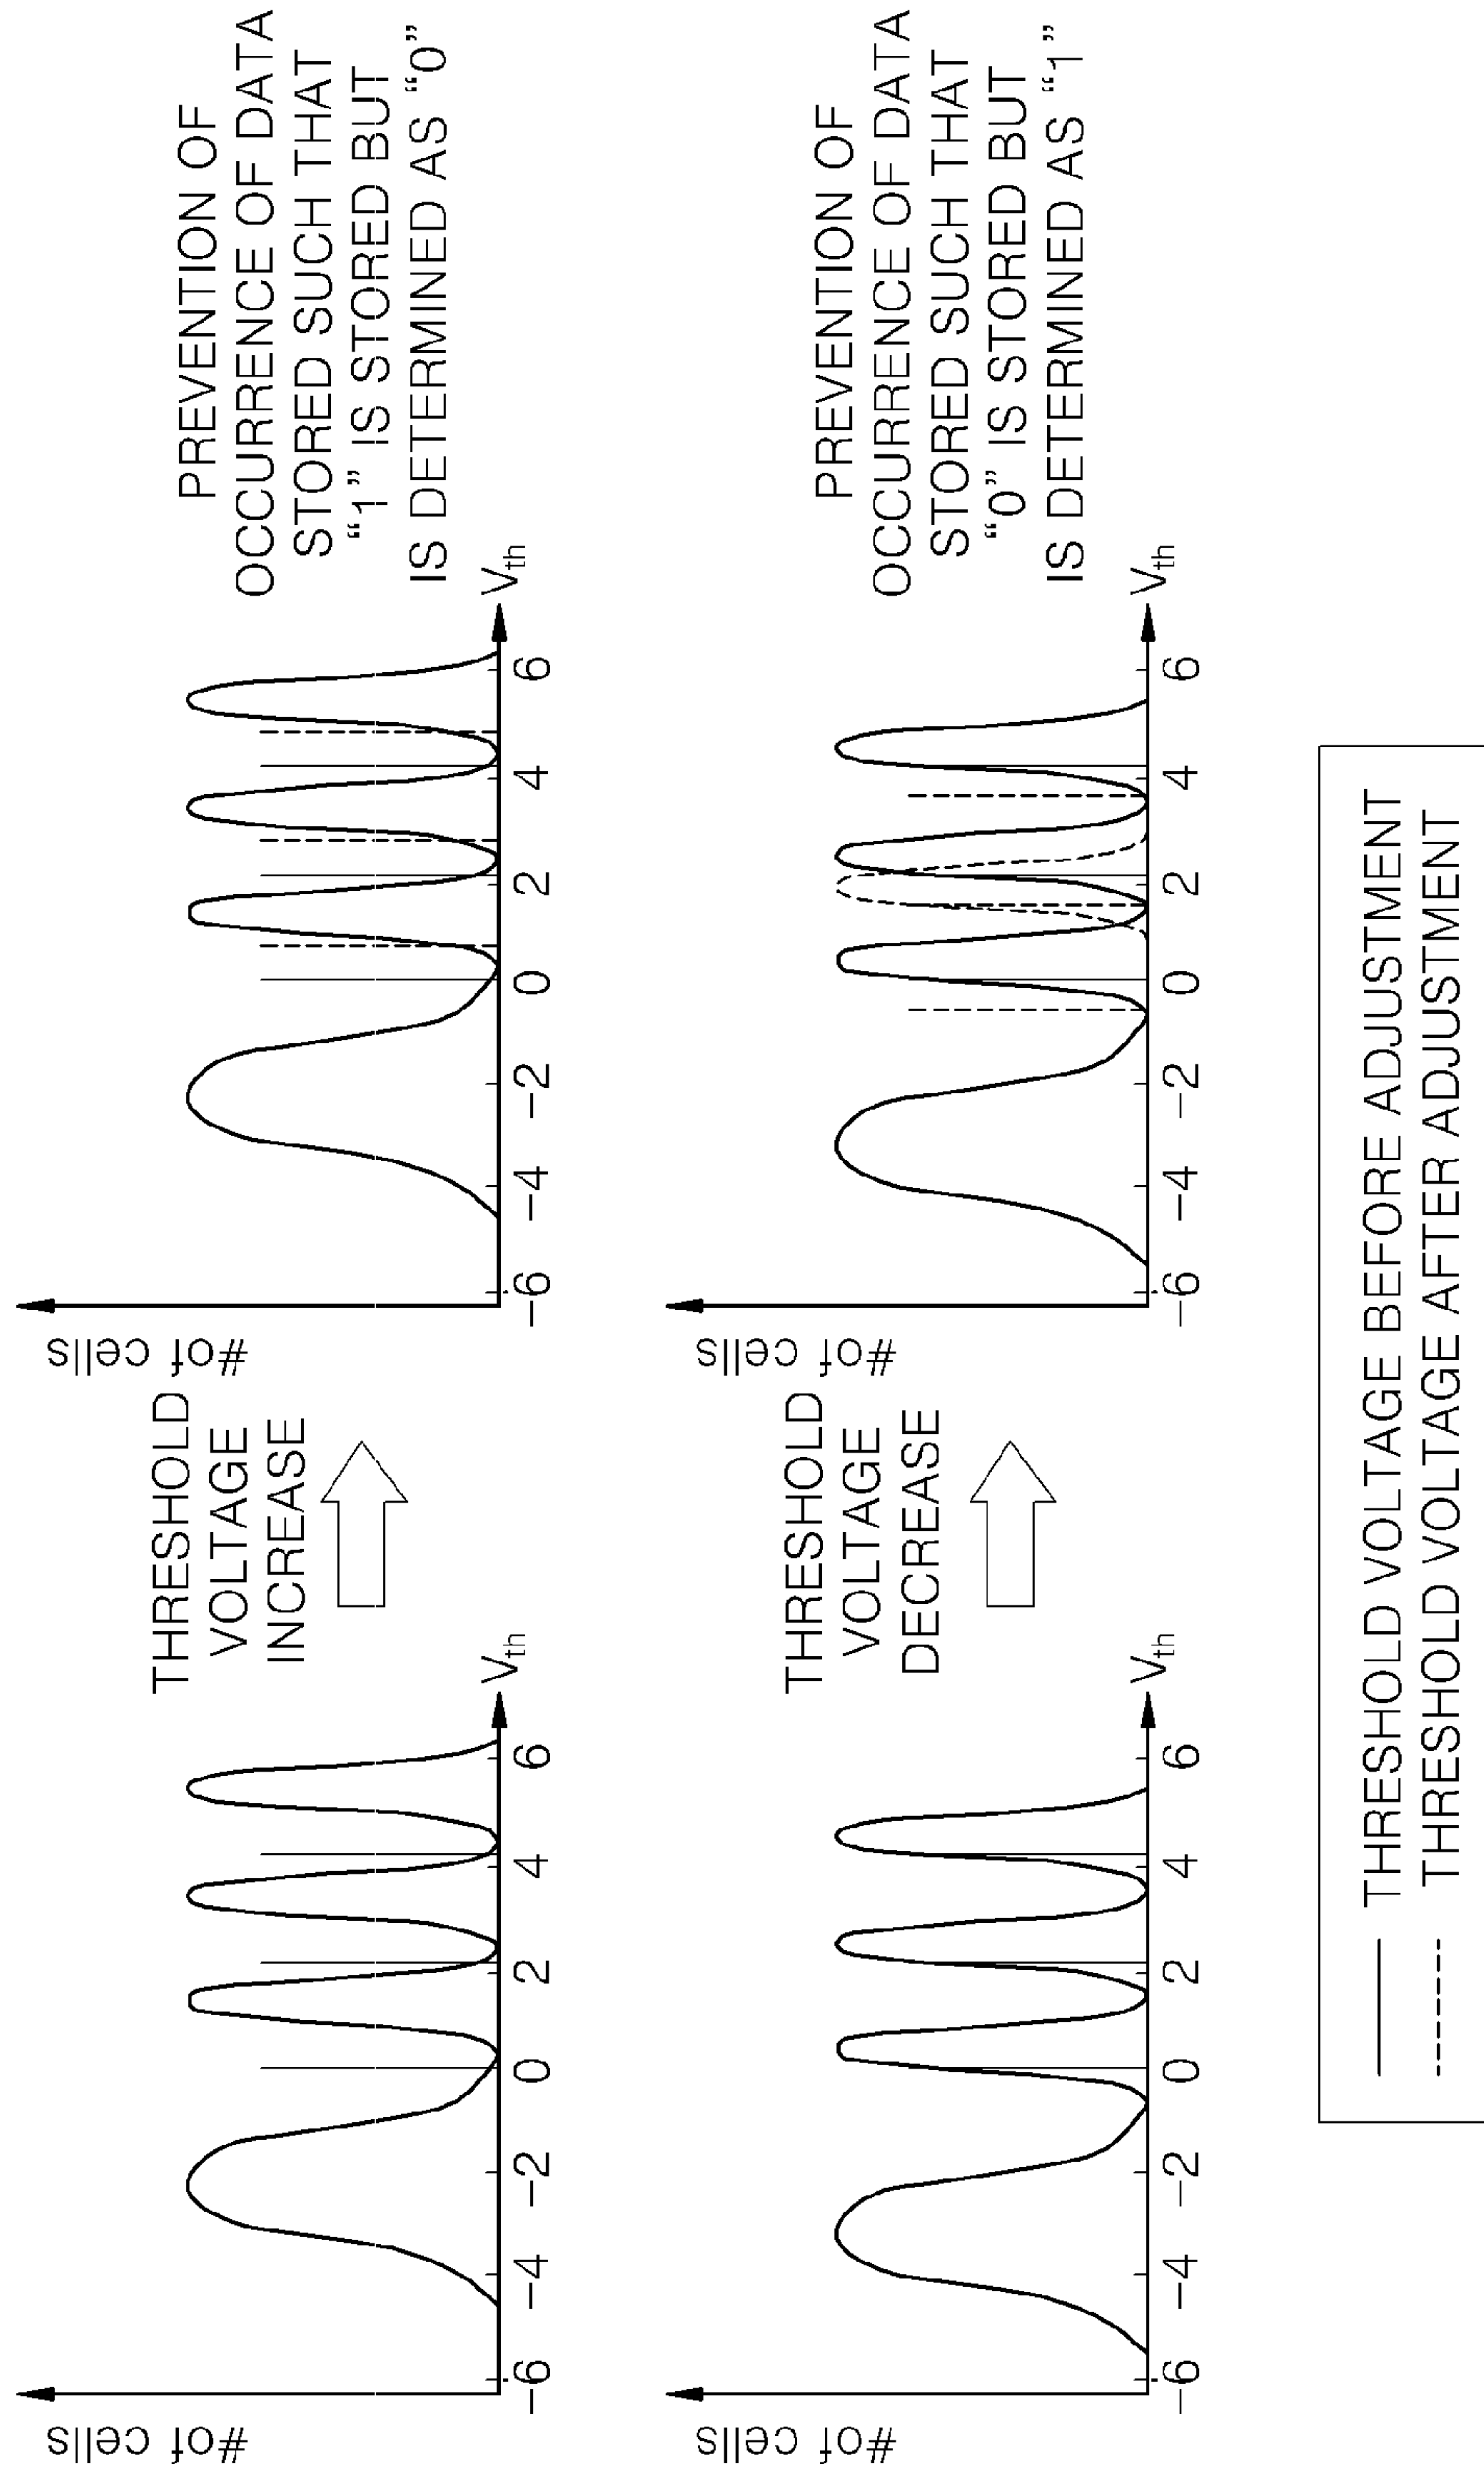 #of cells
-6
-4
-2
0
2
4
6
Vth
THRESHOLD
VOLTAGE
INCREASE
#of cells
-6
-4
-2
0
2
4
6
Vth
PREVENTION OF
OCCURRENCE OF DATA
STORED SUCH THAT
“1” IS STORED BUT
IS DETERMINED AS “0”
#of cells
-6
-4
-2
0
2
4
6
Vth
THRESHOLD
VOLTAGE
DECREASE
#of cells
-6
-4
-2
0
2
4
6
Vth
PREVENTION OF
OCCURRENCE OF DATA
STORED SUCH THAT
“0” IS STORED BUT
IS DETERMINED AS “1”
THRESHOLD VOLTAGE BEFORE ADJUSTMENT
THRESHOLD VOLTAGE AFTER ADJUSTMENT